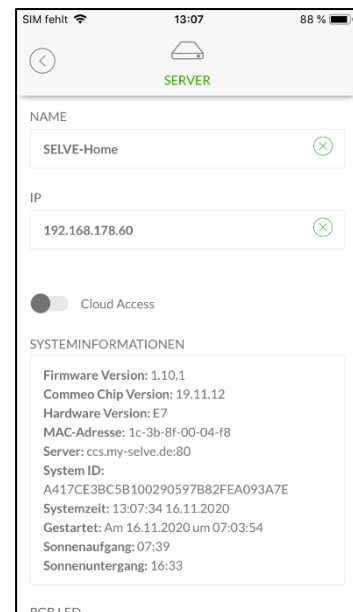 SIM fehlt 13:07 88 %
SERVER
NAME
SELVE-Home
IP
192.168.178.60
Cloud Access
SYSTEMINFORMATIONEN
Firmware Version: 1.10.1
Commeo Chip Version: 19.11.12
Hardware Version: E7
MAC-Adresse: 1c-3b-8f-00-04-f8
Server: ccs.my-selve.de:80
System ID:
A417CE3BC5B100290597B82FEA093A7E
Systemzeit: 13:07:34 16.11.2020
Gestartet: Am 16.11.2020 um 07:03:54
Sonnenaufgang: 07:39
Sonnenuntergang: 16:33
RGB LED